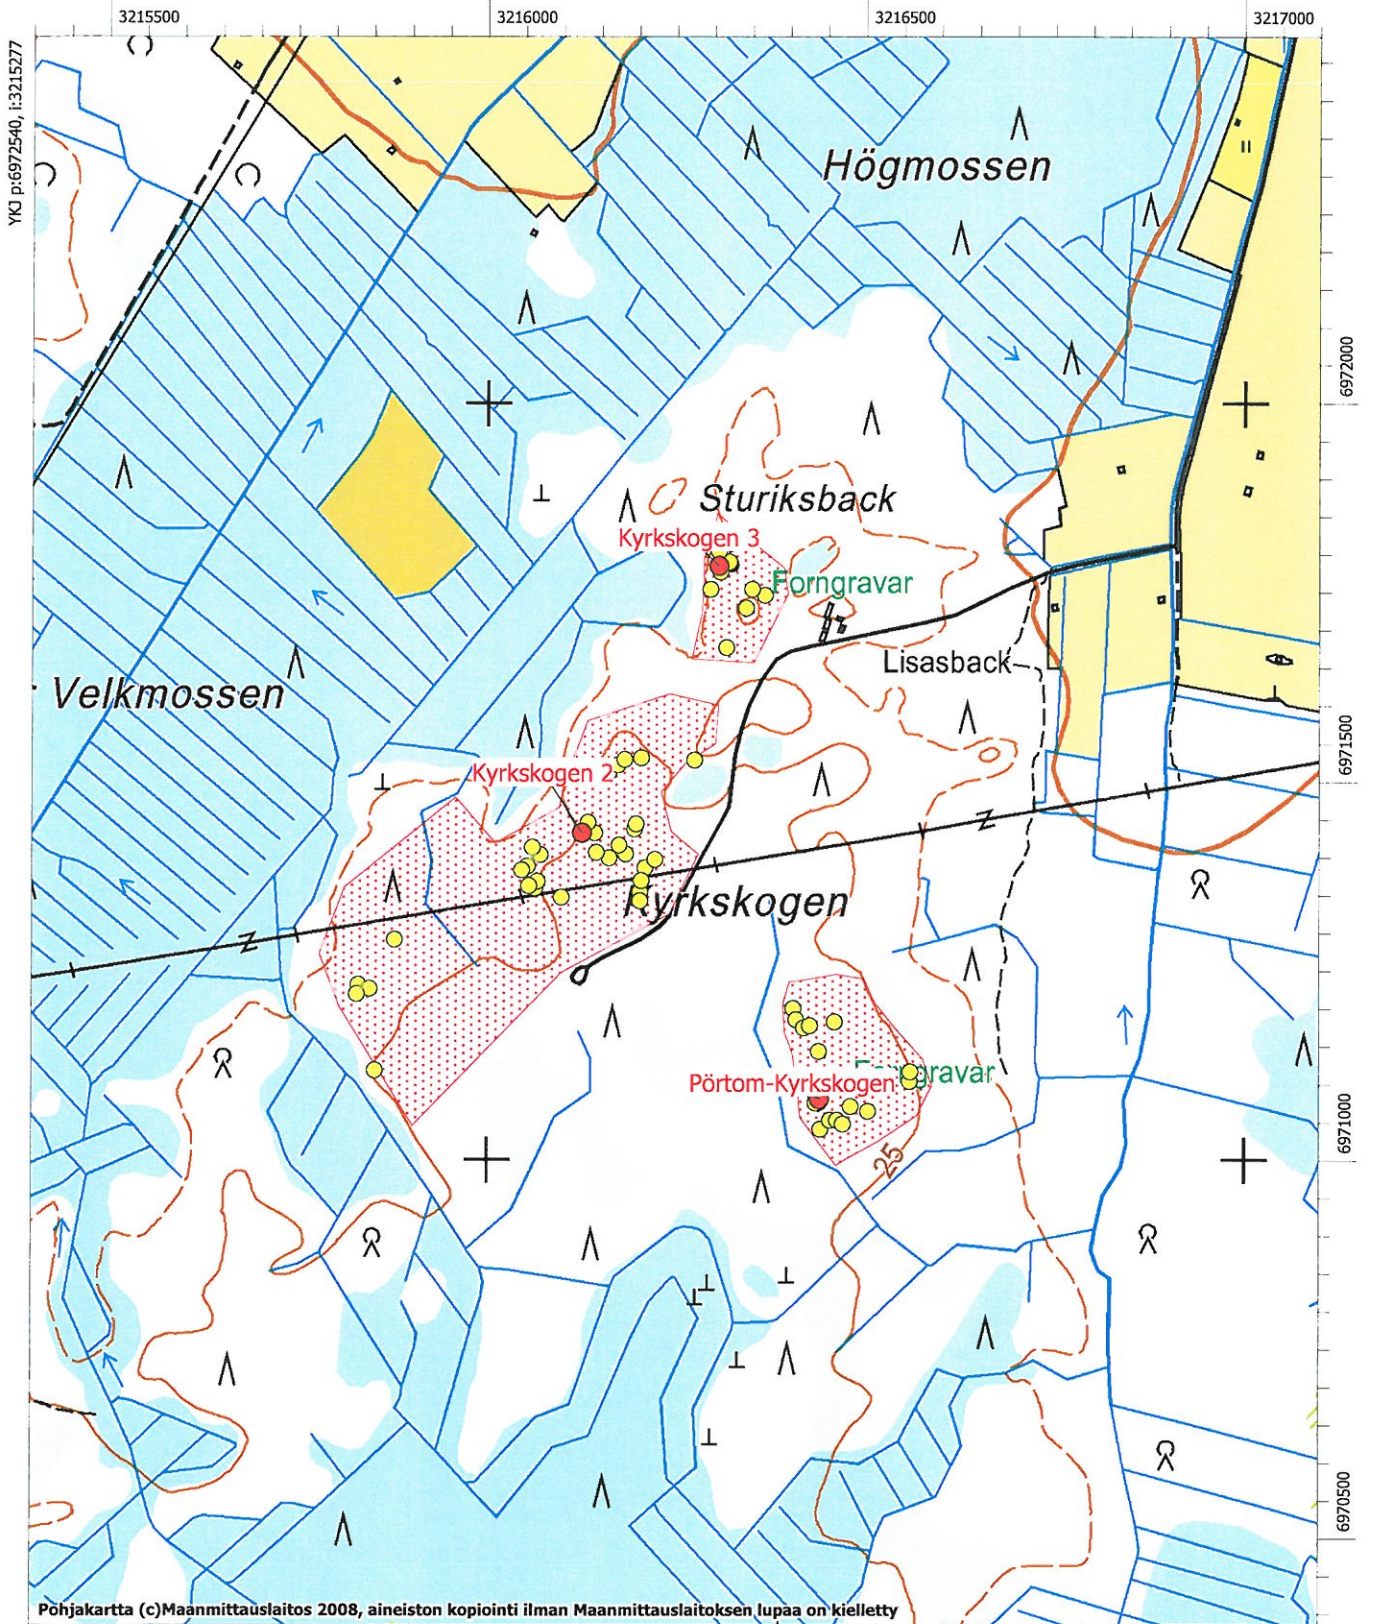 3215500
3216000
3216500
3217000
YKJ p:6972540, i:3215277
Högmossen
6972000
Sturiksback
Kyrkskogen 3
Forngravar
Lisasback
Velkmossen
6971500
Kyrkskogen 2
Kyrkskogen
Pörtom-Kyrkskogen
Forngravar
6971000
25
6970500
Pohjakartta (c)Maanmittauslaitos 2008, aineiston kopiointi ilman Maanmittauslaitoksen lupaa on kielletty